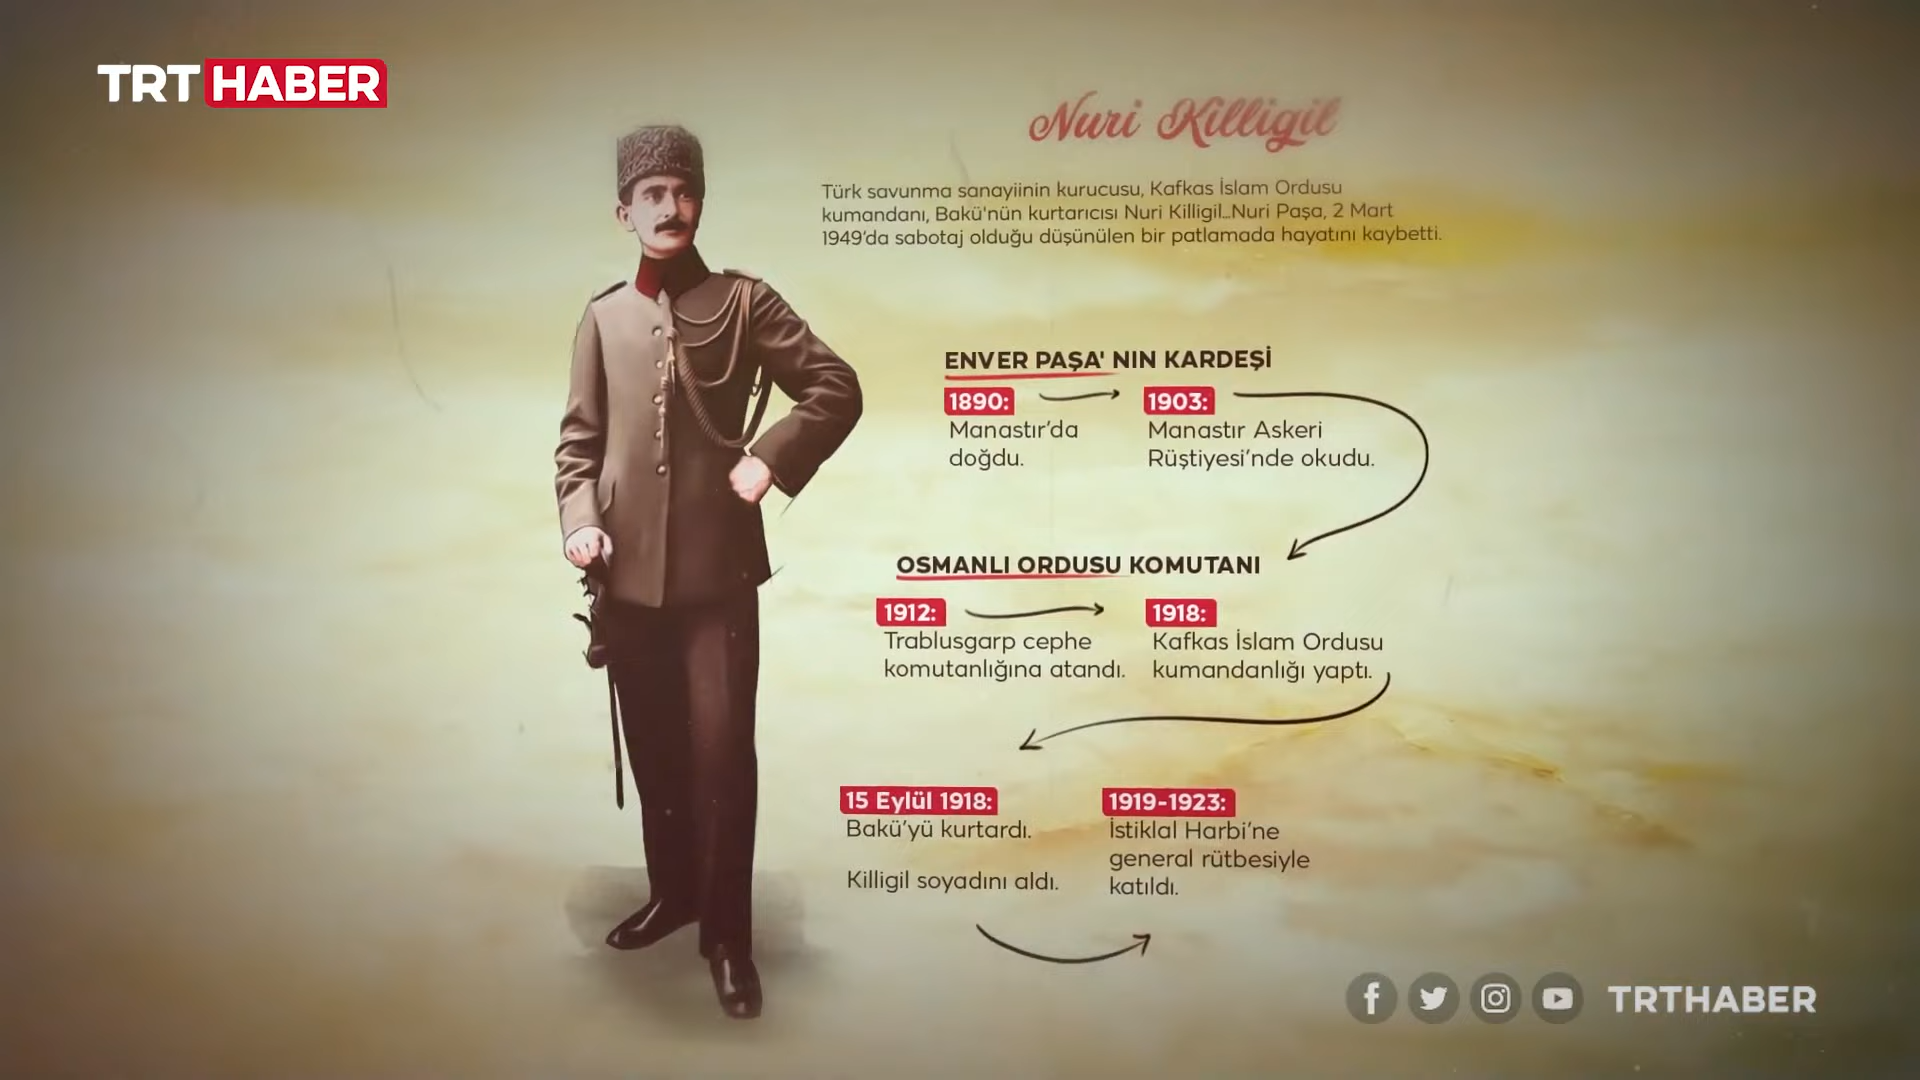 TRT HABER
Nuri Killigil
Türk savunma sanayiinin kurucusu, Kafkas İslam Ordusu
kumandanı, Bakü'nün kurtarıcısı Nuri Killigil...Nuri Paşa, 2 Mart
1949'da sabotaj olduğu düşünülen bir patlamada hayatını kaybetti.
ENVER PAŞA' NIN KARDEŞİ
1890:
Manastır'da
doğdu.
1903:
Manastır Askeri
Rüştiyesi'nde okudu.
OSMANLI ORDUSU KOMUTANI
1912:
Trablusgarp cephe
komutanlığına atandı.
1918:
Kafkas İslam Ordusu
kumandanlığı yaptı.
15 Eylül 1918:
Bakü'yü kurtardı.
Killigil soyadını aldı.
1919-1923:
İstiklal Harbi'ne
general rütbesiyle
katıldı.
TRTHABER